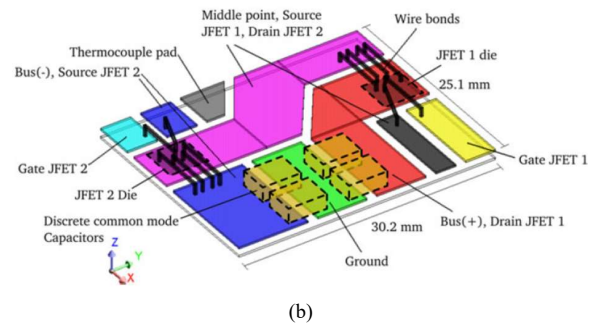 Middle point, Source
JFET 1, Drain JFET 2
Wire bonds
Thermocouple pad
JFET 1 die
Bus(-), Source JFET 2
25.1 mm
Gate JFET 2
Gate JFET 1
JFET 2 Die
Discrete common mode
Capacitors
30.2 mm
Bus(+), Drain JFET 1
Ground
Z
Y
X
(b)